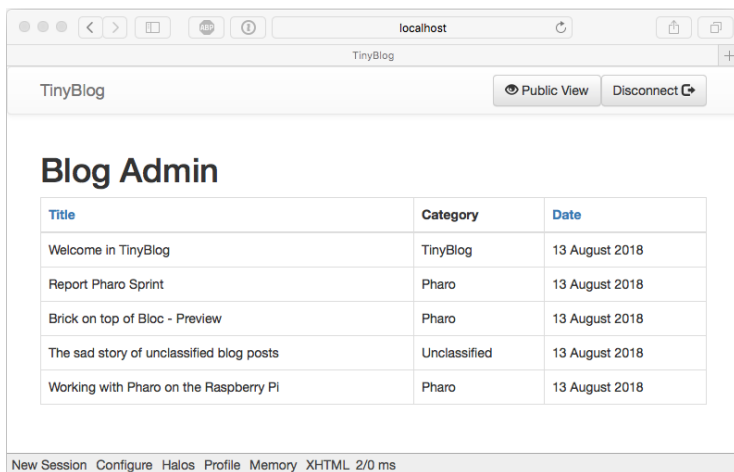 ABP localhost
TinyBlog
TinyBlog Public View Disconnect
Blog Admin
Title Category Date
Welcome in TinyBlog TinyBlog 13 August 2018
Report Pharo Sprint Pharo 13 August 2018
Brick on top of Bloc - Preview Pharo 13 August 2018
The sad story of unclassified blog posts Unclassified 13 August 2018
Working with Pharo on the Raspberry Pi Pharo 13 August 2018
New Session Configure Halos Profile Memory XHTML 2/0 ms